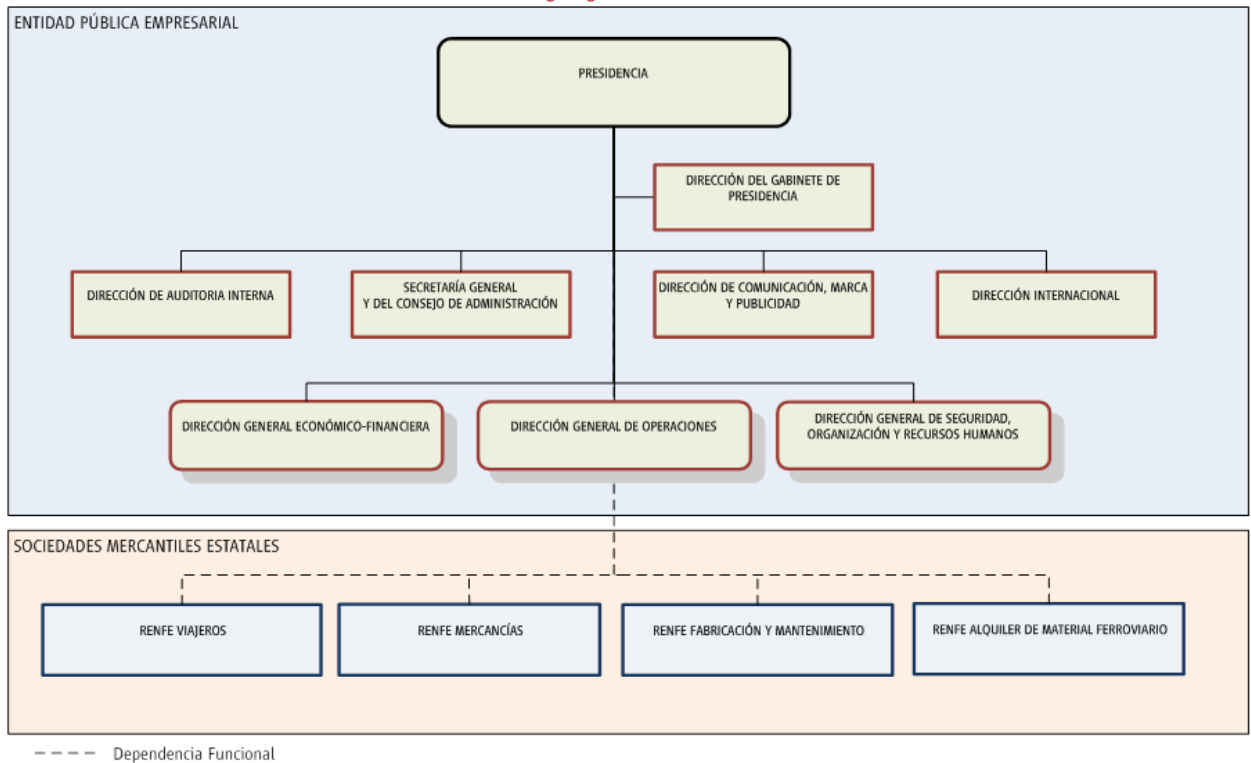 ENTIDAD PÚBLICA EMPRESARIAL
PRESIDENCIA
DIRECCIÓN DEL GABINETE DE
PRESIDENCIA
DIRECCIÓN DE AUDITORIA INTERNA
SECRETARÍA GENERAL
Y DEL CONSEJO DE ADMINISTRACIÓN
DIRECCIÓN DE COMUNICACIÓN, MARCA
Y PUBLICIDAD
DIRECCIÓN INTERNACIONAL
DIRECCIÓN GENERAL ECONÓMICO-FINANCIERA
DIRECCIÓN GENERAL DE OPERACIONES
DIRECCIÓN GENERAL DE SEGURIDAD,
ORGANIZACIÓN Y RECURSOS HUMANOS
SOCIEDADES MERCANTILES ESTATALES
RENFE VIAJEROS
RENFE MERCANCÍAS
RENFE FABRICACIÓN Y MANTENIMIENTO
RENFE ALQUILER DE MATERIAL FERROVIARIO
Dependencia Funcional